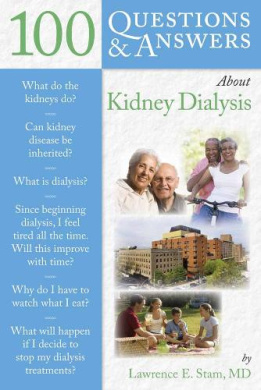 100 QUESTIONS
& ANSWERS
About
Kidney Dialysis
What do the
kidneys do?
Can kidney
disease be
inherited?
What is dialysis?
Since beginning
dialysis, I feel
tired all the time.
Will this improve
with time?
Why do I have to
watch what I eat?
What will happen
if I decide to
stop my dialysis
treatments?
by
Lawrence E. Stam, MD